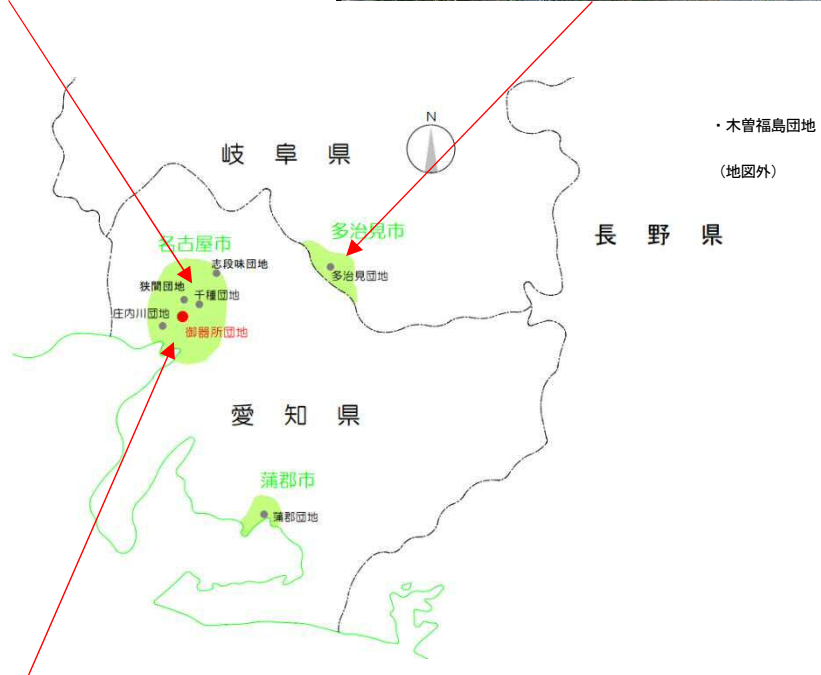 N
・木曽福島団地
(地図外)
岐 阜 県
長 野 県
名古屋市
多治見市
志段味団地
多治見団地
狭間団地
千種団地
庄内川団地
御器所団地
愛 知 県
蒲郡市
蒲郡団地